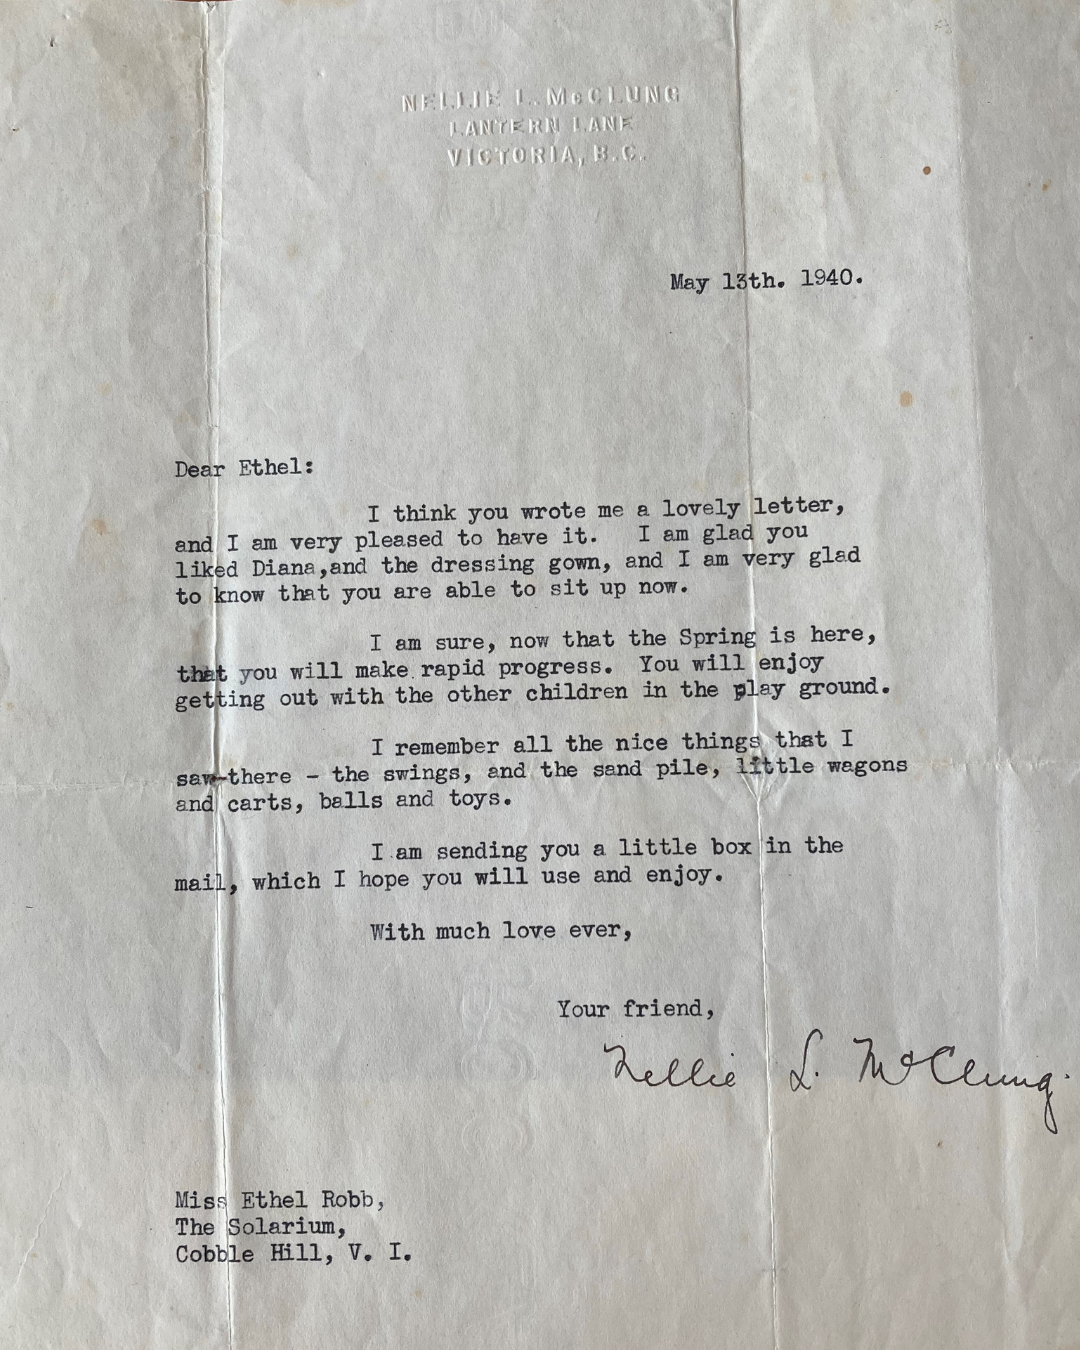 NELLIE L. McCLUNG
LANTERN LANE
VICTORIA, B.C.
May 13th. 1940.
Dear Ethel:
I think you wrote me a lovely letter,
and I am very pleased to have it. I am glad you
liked Diana,and the dressing gown, and I am very glad
to know that you are able to sit up now.
I am sure, now that the Spring is here,
that you will make rapid progress. You will enjoy
getting out with the other children in the play ground.
I remember all the nice things that I
saw-there - the swings, and the sand pile, little wagons
and carts, balls and toys.
I am sending you a little box in the
mail, which I hope you will use and enjoy.
With much love ever,
Your friend,
Nellie L. McClung.
Miss Ethel Robb,
The Solarium,
Cobble Hill, V. I.